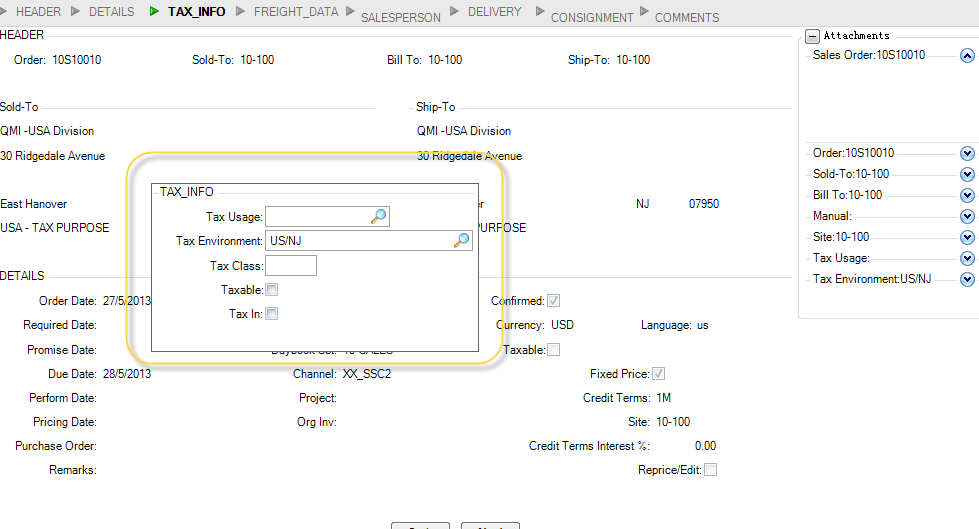 HEADER DETAILS TAX_INFO FREIGHT_DATA SALESPERSON DELIVERY CONSIGNMENT COMMENTS
HEADER
Order: 10S10010 Sold-To: 10-100 Bill To: 10-100 Ship-To: 10-100
Sold-To Ship-To
QMI -USA Division QMI -USA Division
30 Ridgedale Avenue 30 Ridgedale Avenue
East Hanover er NJ 07950
USA - TAX PURPOSE PURPOSE
TAX_INFO
Tax Usage:
Tax Environment: US/NJ
Tax Class:
Taxable:
Tax In:
DETAILS
Order Date: 27/5/2013 Confirmed:
Required Date: Currency: USD Language: us
Promise Date: Taxable:
Due Date: 28/5/2013 Channel: XX_SSC2 Fixed Price:
Perform Date: Project: Credit Terms: 1M
Pricing Date: Org Inv: Site: 10-100
Purchase Order: Credit Terms Interest %: 0.00
Remarks: Reprice/Edit:
Attachments
Sales Order:10S10010
Order:10S10010
Sold-To:10-100
Bill To:10-100
Manual:
Site:10-100
Tax Usage:
Tax Environment:US/NJ